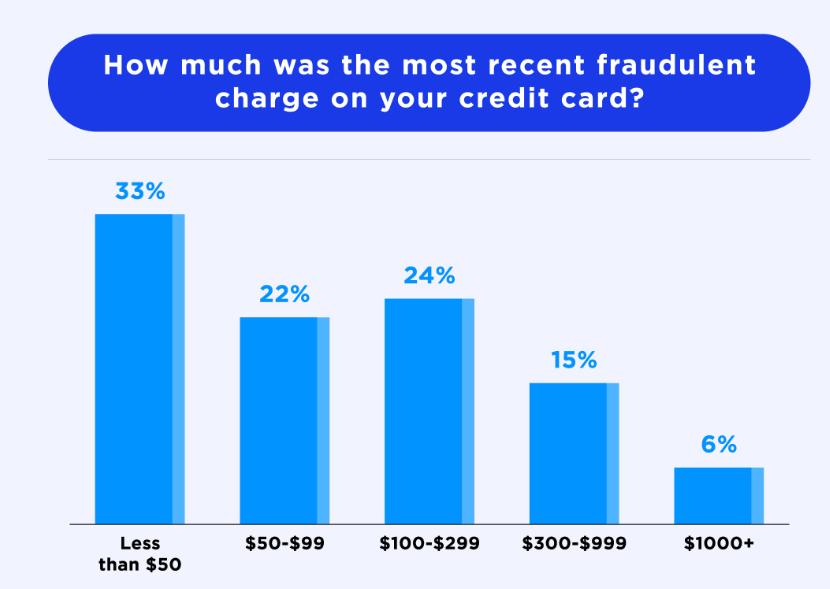 How much was the most recent fraudulent
charge on your credit card?
33%
22%
24%
15%
6%
Less
than $50
$50-$99
$100-$299
$300-$999
$1000+